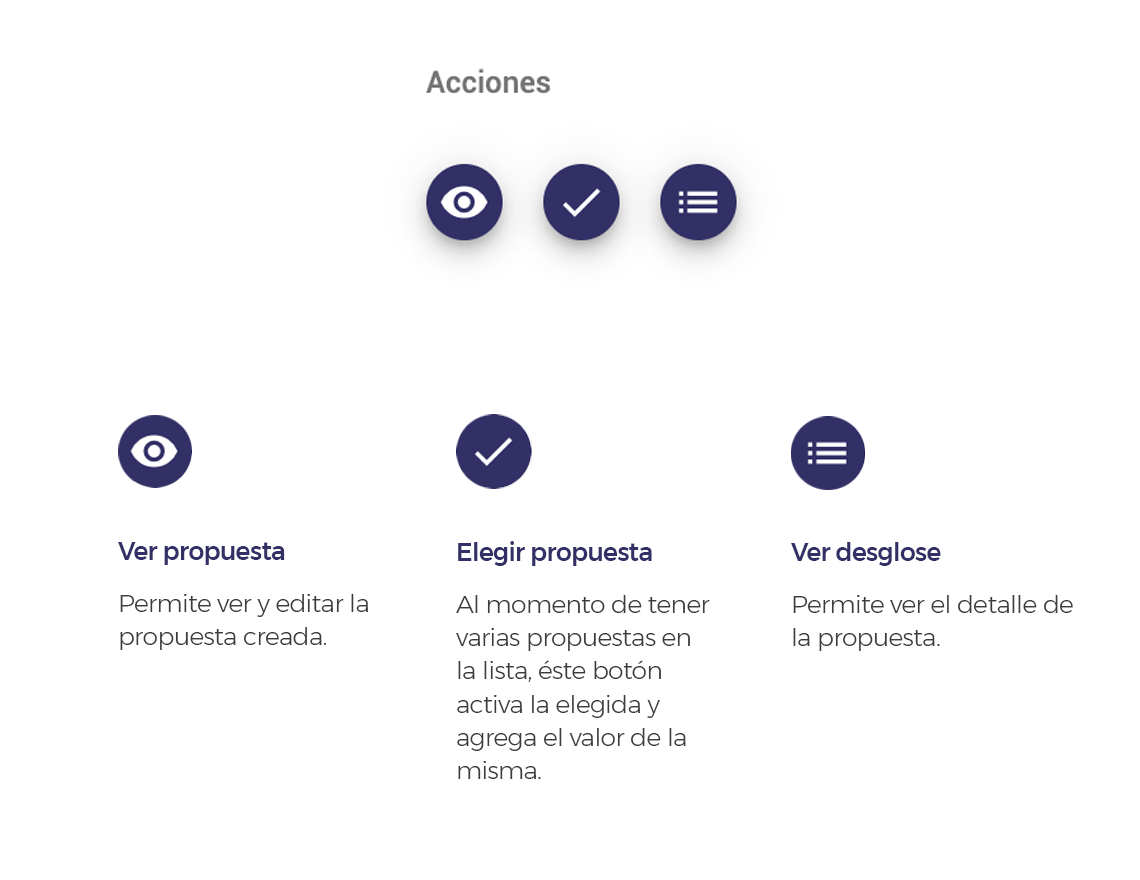 Acciones
Ver propuesta
Permite ver y editar la
propuesta creada.
Elegir propuesta
Al momento de tener
varias propuestas en
la lista, éste botón
activa la elegida y
agrega el valor de la
misma.
Ver desglose
Permite ver el detalle de
la propuesta.